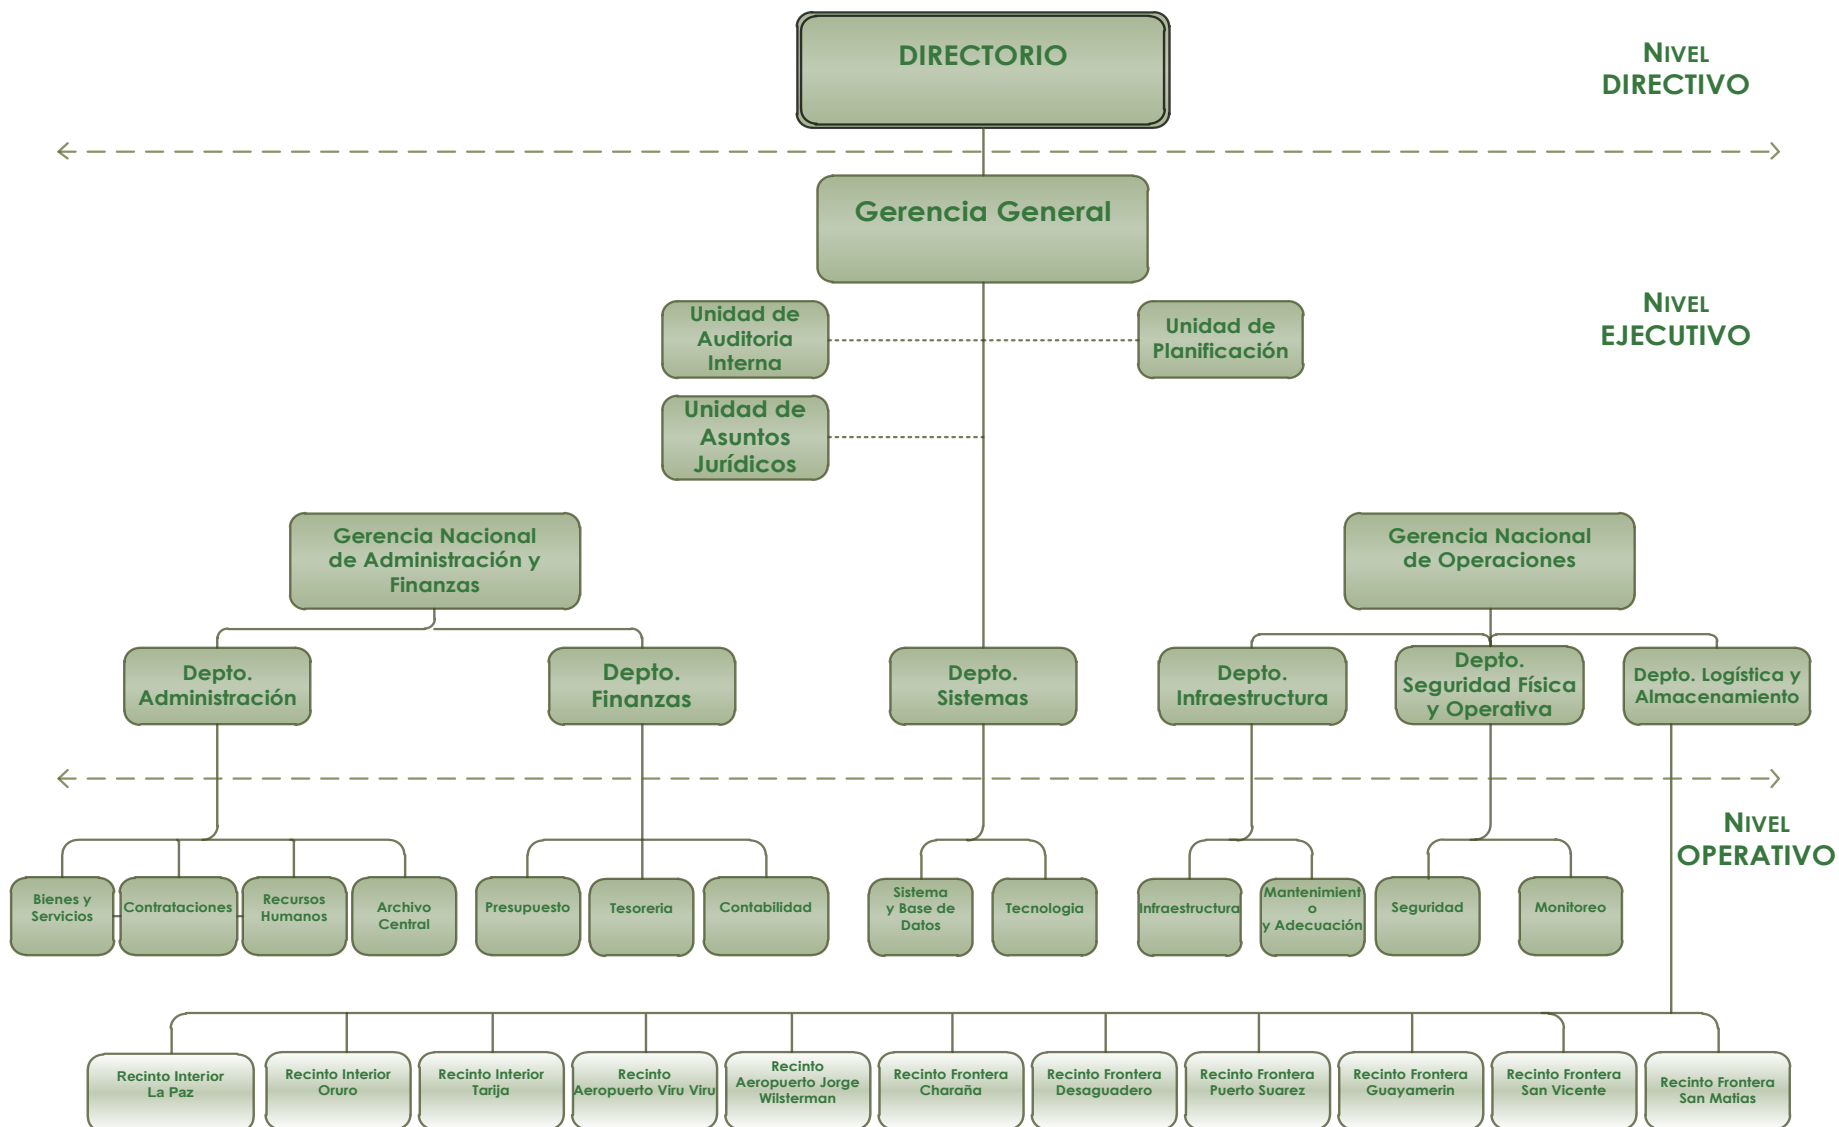 DIRECTORIO
NIVEL
DIRECTIVO
Gerencia General
NIVEL
EJECUTIVO
Unidad de
Auditoria
Interna
Unidad de
Planificación
Unidad de
Asuntos
Jurídicos
Gerencia Nacional
de Administración y
Finanzas
Gerencia Nacional
de Operaciones
Depto.
Administración
Depto.
Finanzas
Depto.
Sistemas
Depto.
Infraestructura
Depto.
Seguridad Física
y Operativa
Depto. Logística y
Almacenamiento
NIVEL
OPERATIVO
Bienes y
Servicios
Contrataciones
Recursos
Humanos
Archivo
Central
Presupuesto
Tesoreria
Contabilidad
Sistema
y Base de
Datos
Tecnologia
Infraestructura
Mantenimient
o
y Adecuación
Seguridad
Monitoreo
Recinto Interior
La Paz
Recinto Interior
Oruro
Recinto Interior
Tarija
Recinto
Aeropuerto Viru Viru
Recinto
Aeropuerto Jorge
Wilsterman
Recinto Frontera
Charaña
Recinto Frontera
Desaguadero
Recinto Frontera
Puerto Suarez
Recinto Frontera
Guayamerin
Recinto Frontera
San Vicente
Recinto Frontera
San Matias